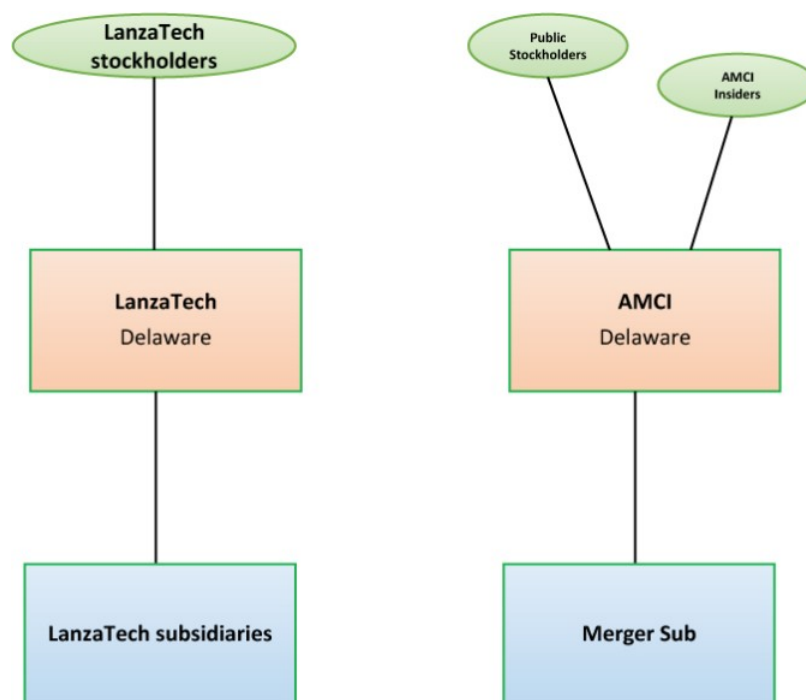 LanzaTech
stockholders
Public
Stockholders
AMCI
Insiders
LanzaTech
Delaware
AMCI
Delaware
LanzaTech subsidiaries
Merger Sub